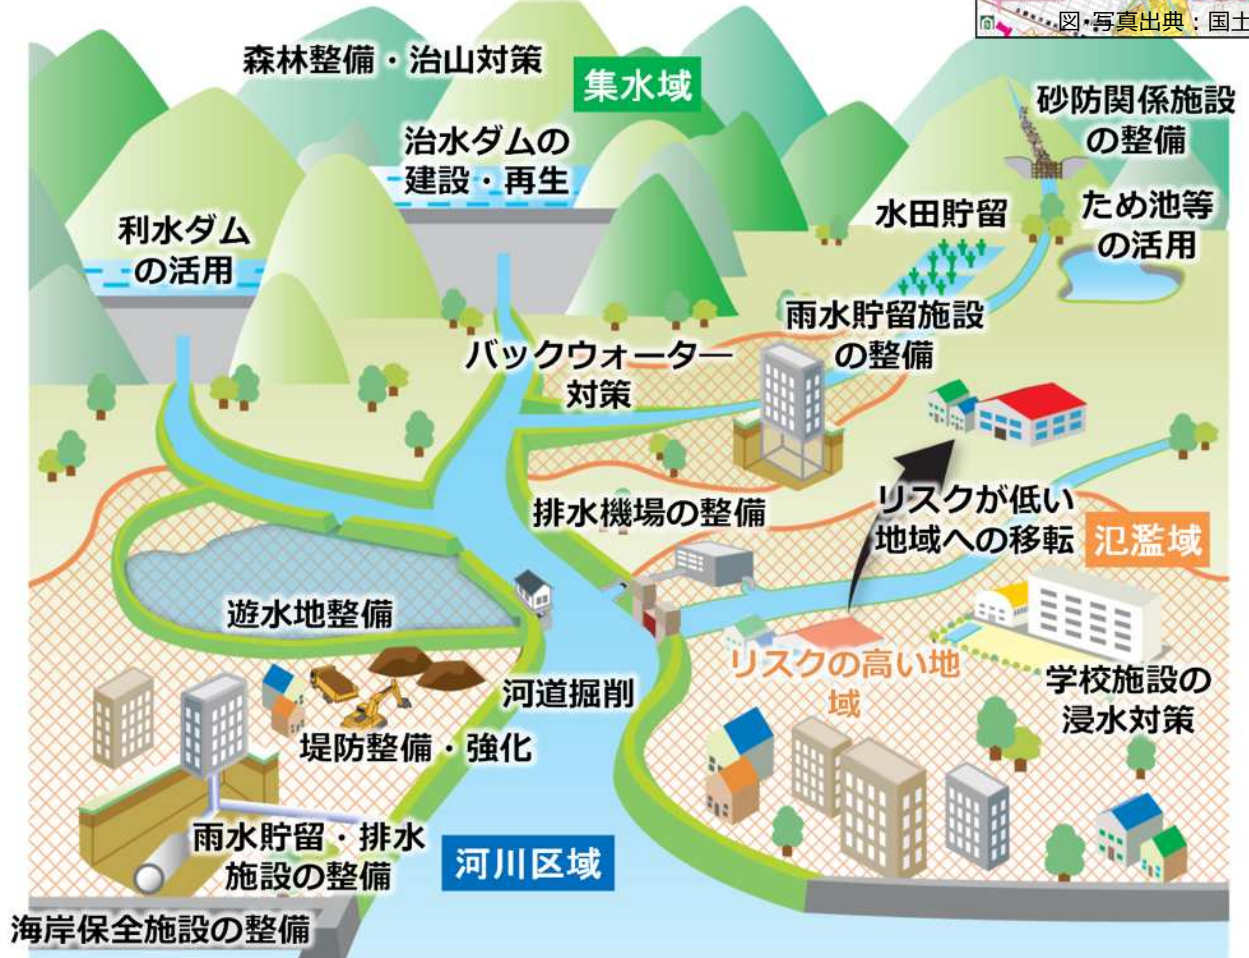 図・写真出典：国土
森林整備・治山対策
集水域
砂防関係施設
の整備
治水ダムの
建設・再生
水田貯留
ため池等
の活用
利水ダム
の活用
雨水貯留施設
の整備
バックウォーター
対策
排水機場の整備
リスクが低い
地域への移転
氾濫域
遊水地整備
リスクの高い地
域
学校施設の
浸水対策
河道掘削
堤防整備・強化
雨水貯留・排水
施設の整備
河川区域
海岸保全施設の整備